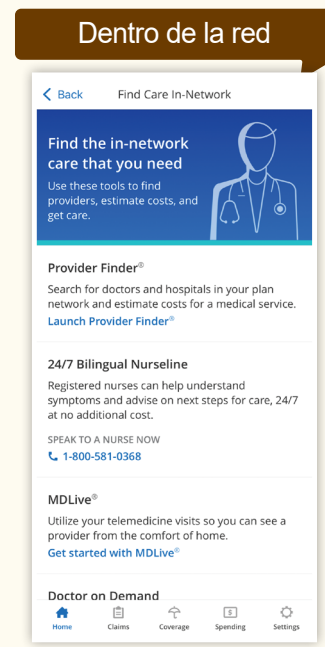 Dentro de la red
Back Find Care In-Network
Find the in-network
care that you need
Use these tools to find
providers, estimate costs, and
get care.
Provider Finder®
Search for doctors and hospitals in your plan
network and estimate costs for a medical service.
Launch Provider Finder®
24/7 Bilingual Nurseline
Registered nurses can help understand
symptoms and advise on next steps for care, 24/7
at no additional cost.
SPEAK TO A NURSE NOW
1-800-581-0368
MDLive®
Utilize your telemedicine visits so you can see a
provider from the comfort of home.
Get started with MDLive®
Doctor on Demand
Home Claims Coverage Spending Settings